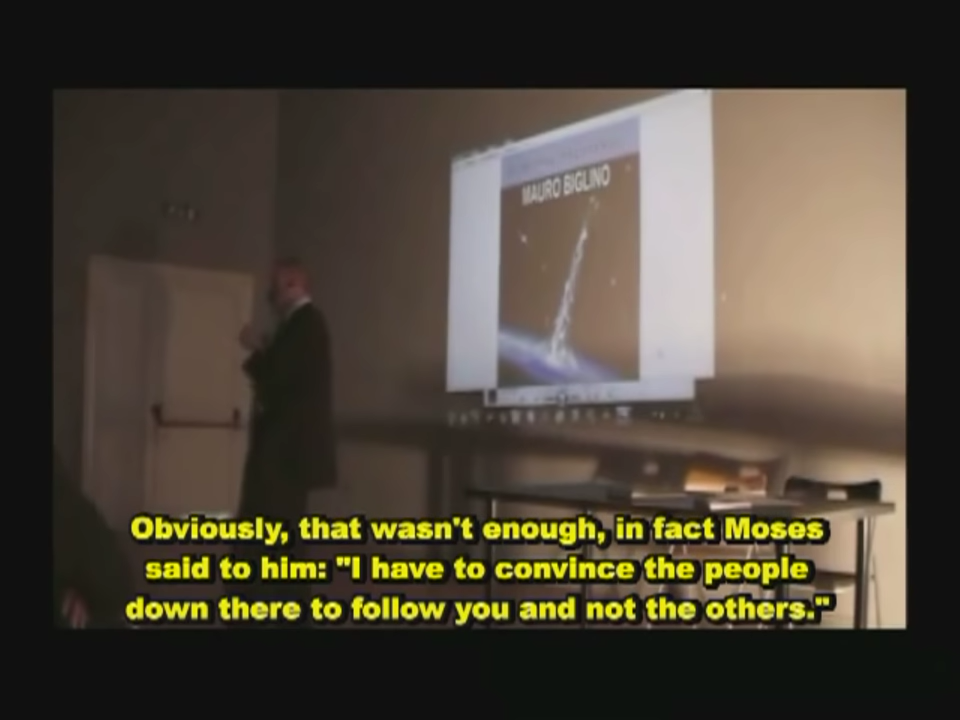 MAURO BIGLINO
Obviously, that wasn't enough, in fact Moses
said to him: "I have to convince the people
down there to follow you and not the others."